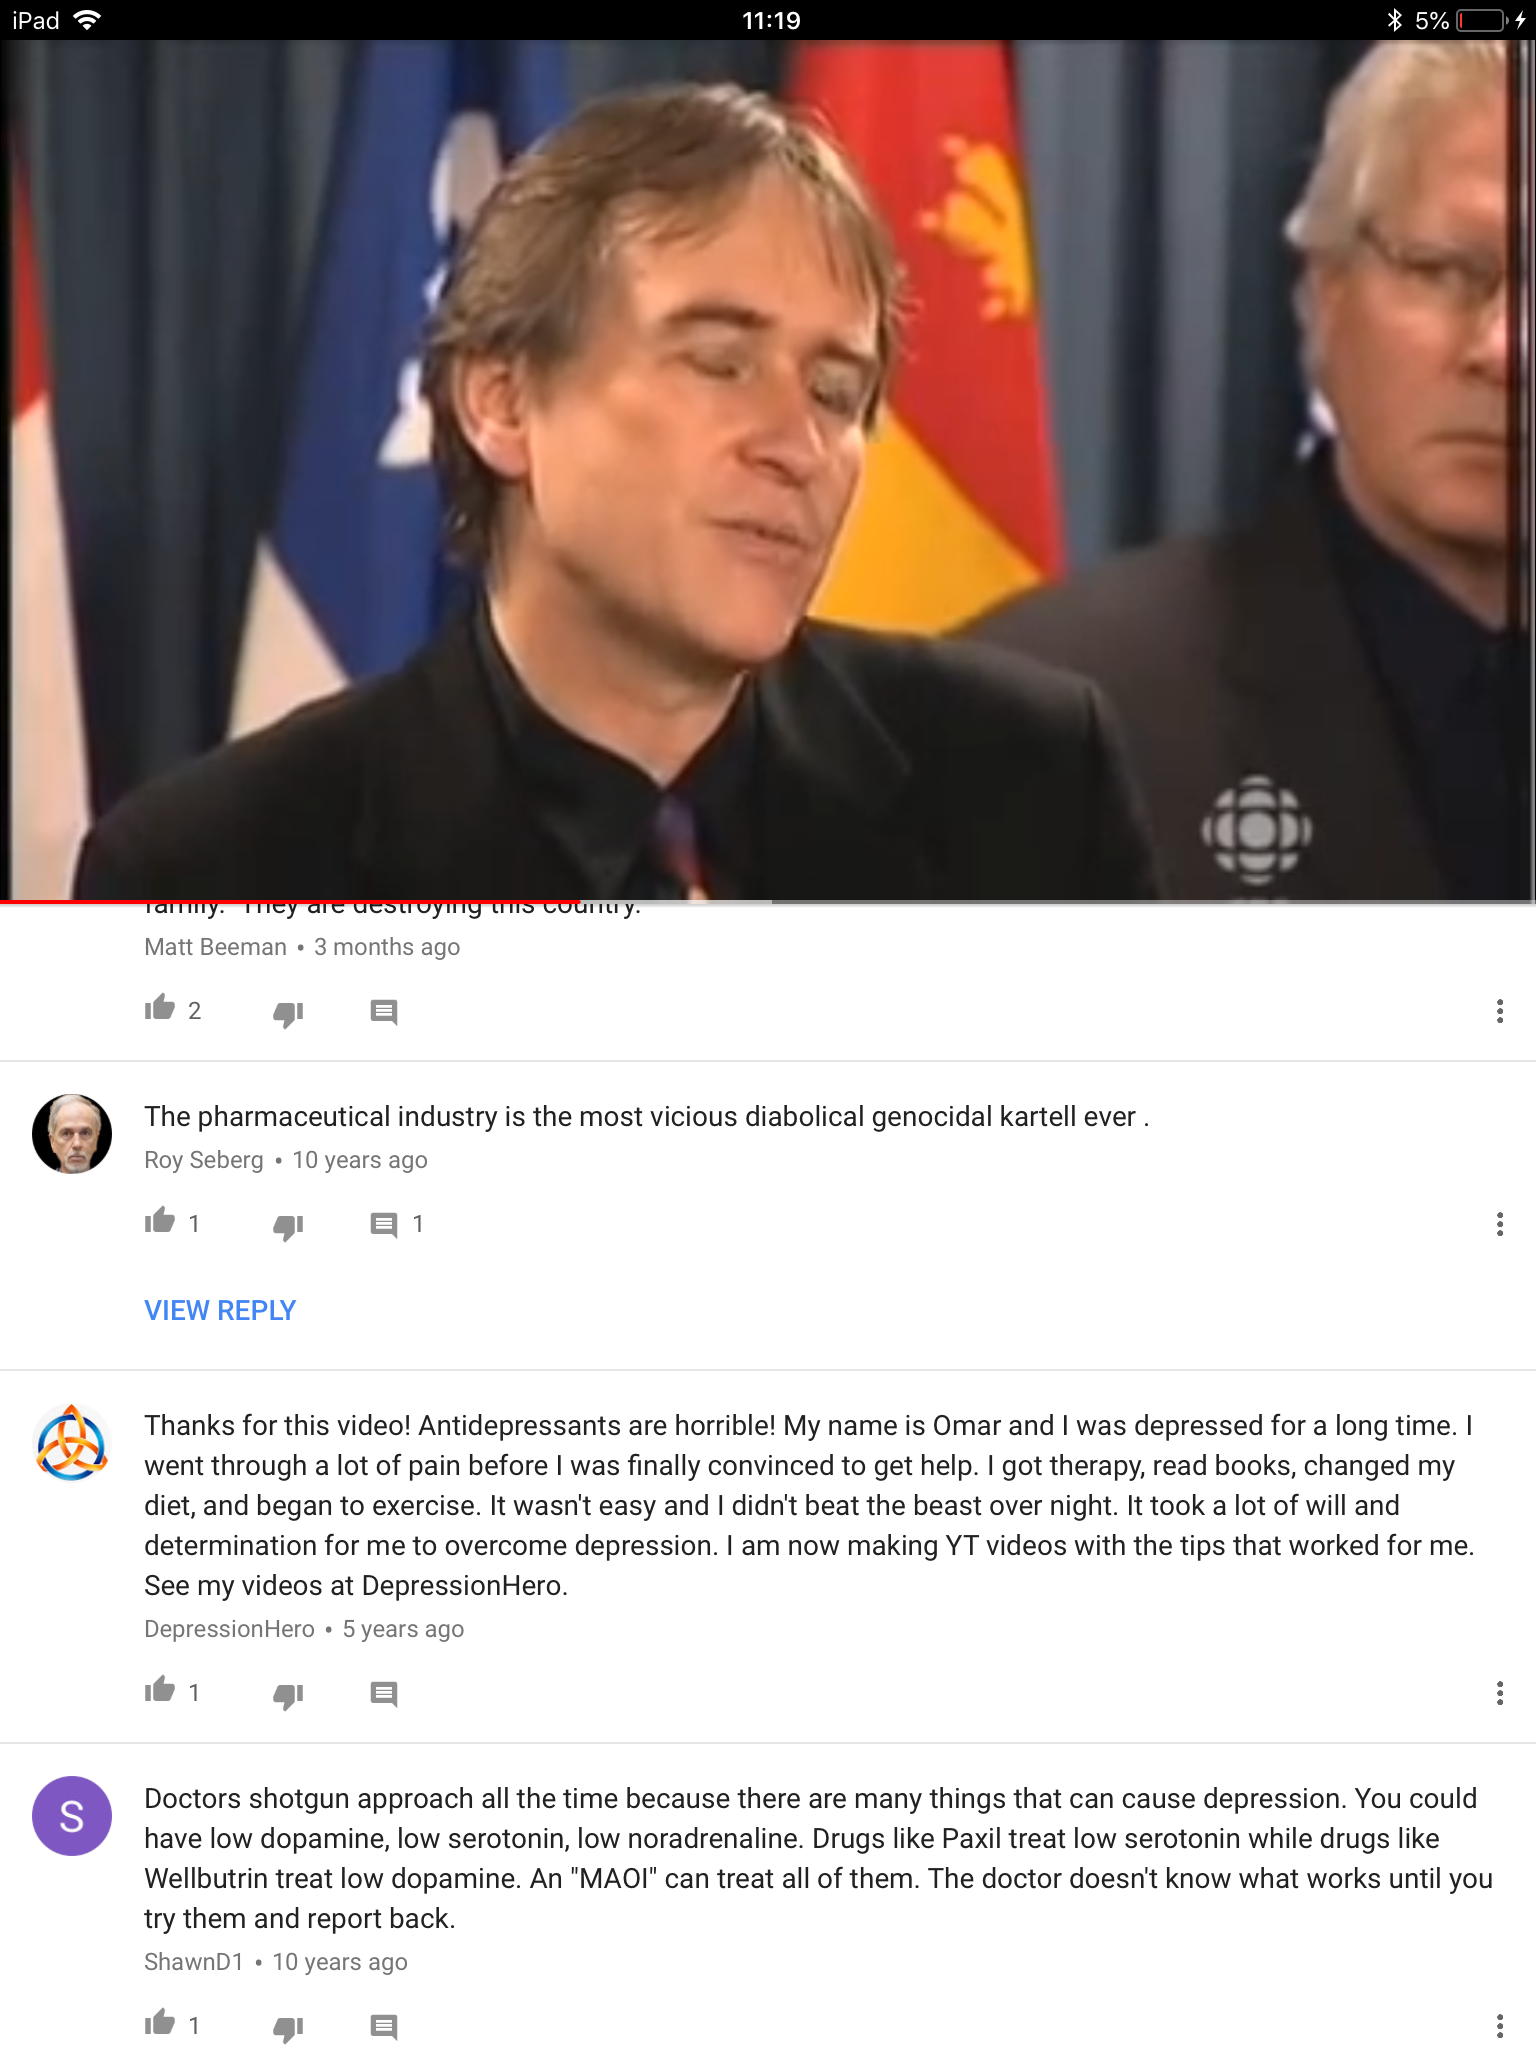 iPad 11:19 5%
family. They are destroying this country.
Matt Beeman • 3 months ago
2
The pharmaceutical industry is the most vicious diabolical genocidal kartell ever .
Roy Seberg • 10 years ago
1 1
VIEW REPLY
Thanks for this video! Antidepressants are horrible! My name is Omar and I was depressed for a long time. I
went through a lot of pain before I was finally convinced to get help. I got therapy, read books, changed my
diet, and began to exercise. It wasn't easy and I didn't beat the beast over night. It took a lot of will and
determination for me to overcome depression. I am now making YT videos with the tips that worked for me.
See my videos at DepressionHero.
DepressionHero • 5 years ago
1
S
Doctors shotgun approach all the time because there are many things that can cause depression. You could
have low dopamine, low serotonin, low noradrenaline. Drugs like Paxil treat low serotonin while drugs like
Wellbutrin treat low dopamine. An "MAOI" can treat all of them. The doctor doesn't know what works until you
try them and report back.
ShawnD1 • 10 years ago
1